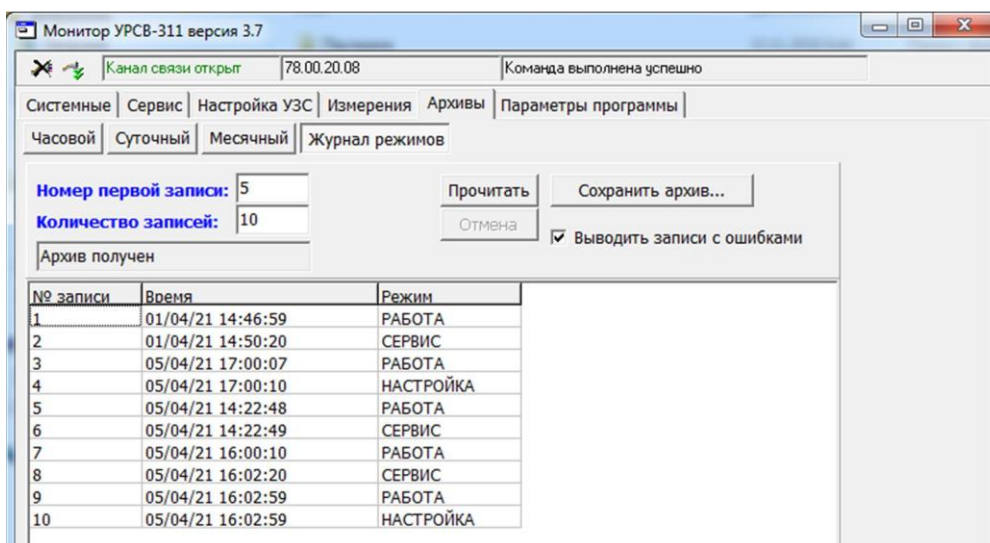 Монитор УРСВ-311 версия 3.7
Канал связи открыт 78.00.20.08 Команда выполнена успешно
Системные Сервис Настройка УЗС Измерения Архивы Параметры программы
Часовой Суточный Месячный Журнал режимов
Номер первой записи: 5 Прочитать Сохранить архив...
Количество записей: 10 Отмена Выводить записи с ошибками
Архив получен
№ записи Время Режим
1 01/04/21 14:46:59 РАБОТА
2 01/04/21 14:50:20 СЕРВИС
3 05/04/21 17:00:07 РАБОТА
4 05/04/21 17:00:10 НАСТРОЙКА
5 05/04/21 14:22:48 РАБОТА
6 05/04/21 14:22:49 СЕРВИС
7 05/04/21 16:00:10 РАБОТА
8 05/04/21 16:02:20 СЕРВИС
9 05/04/21 16:02:59 РАБОТА
10 05/04/21 16:02:59 НАСТРОЙКА